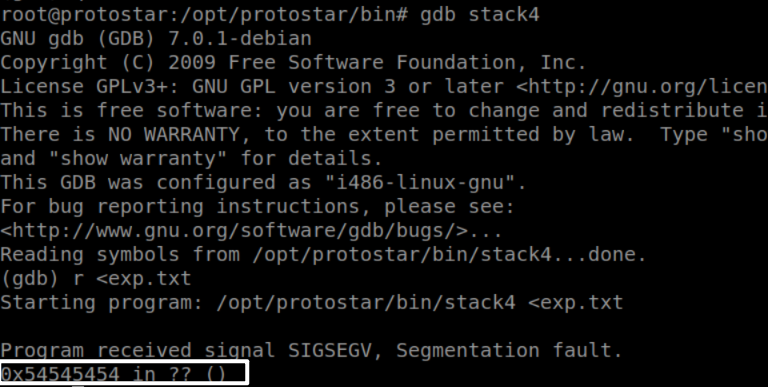 root@protostar:/opt/protostar/bin# gdb stack4
GNU gdb (GDB) 7.0.1-debian
Copyright (C) 2009 Free Software Foundation, Inc.
License GPLv3+: GNU GPL version 3 or later <http://gnu.org/licen
This is free software: you are free to change and redistribute i
There is NO WARRANTY, to the extent permitted by law.  Type "sho
and "show warranty" for details.
This GDB was configured as "i486-linux-gnu".
For bug reporting instructions, please see:
<http://www.gnu.org/software/gdb/bugs/>...
Reading symbols from /opt/protostar/bin/stack4...done.
(gdb) r <exp.txt
Starting program: /opt/protostar/bin/stack4 <exp.txt
Program received signal SIGSEGV, Segmentation fault.
0x54545454 in ?? ()